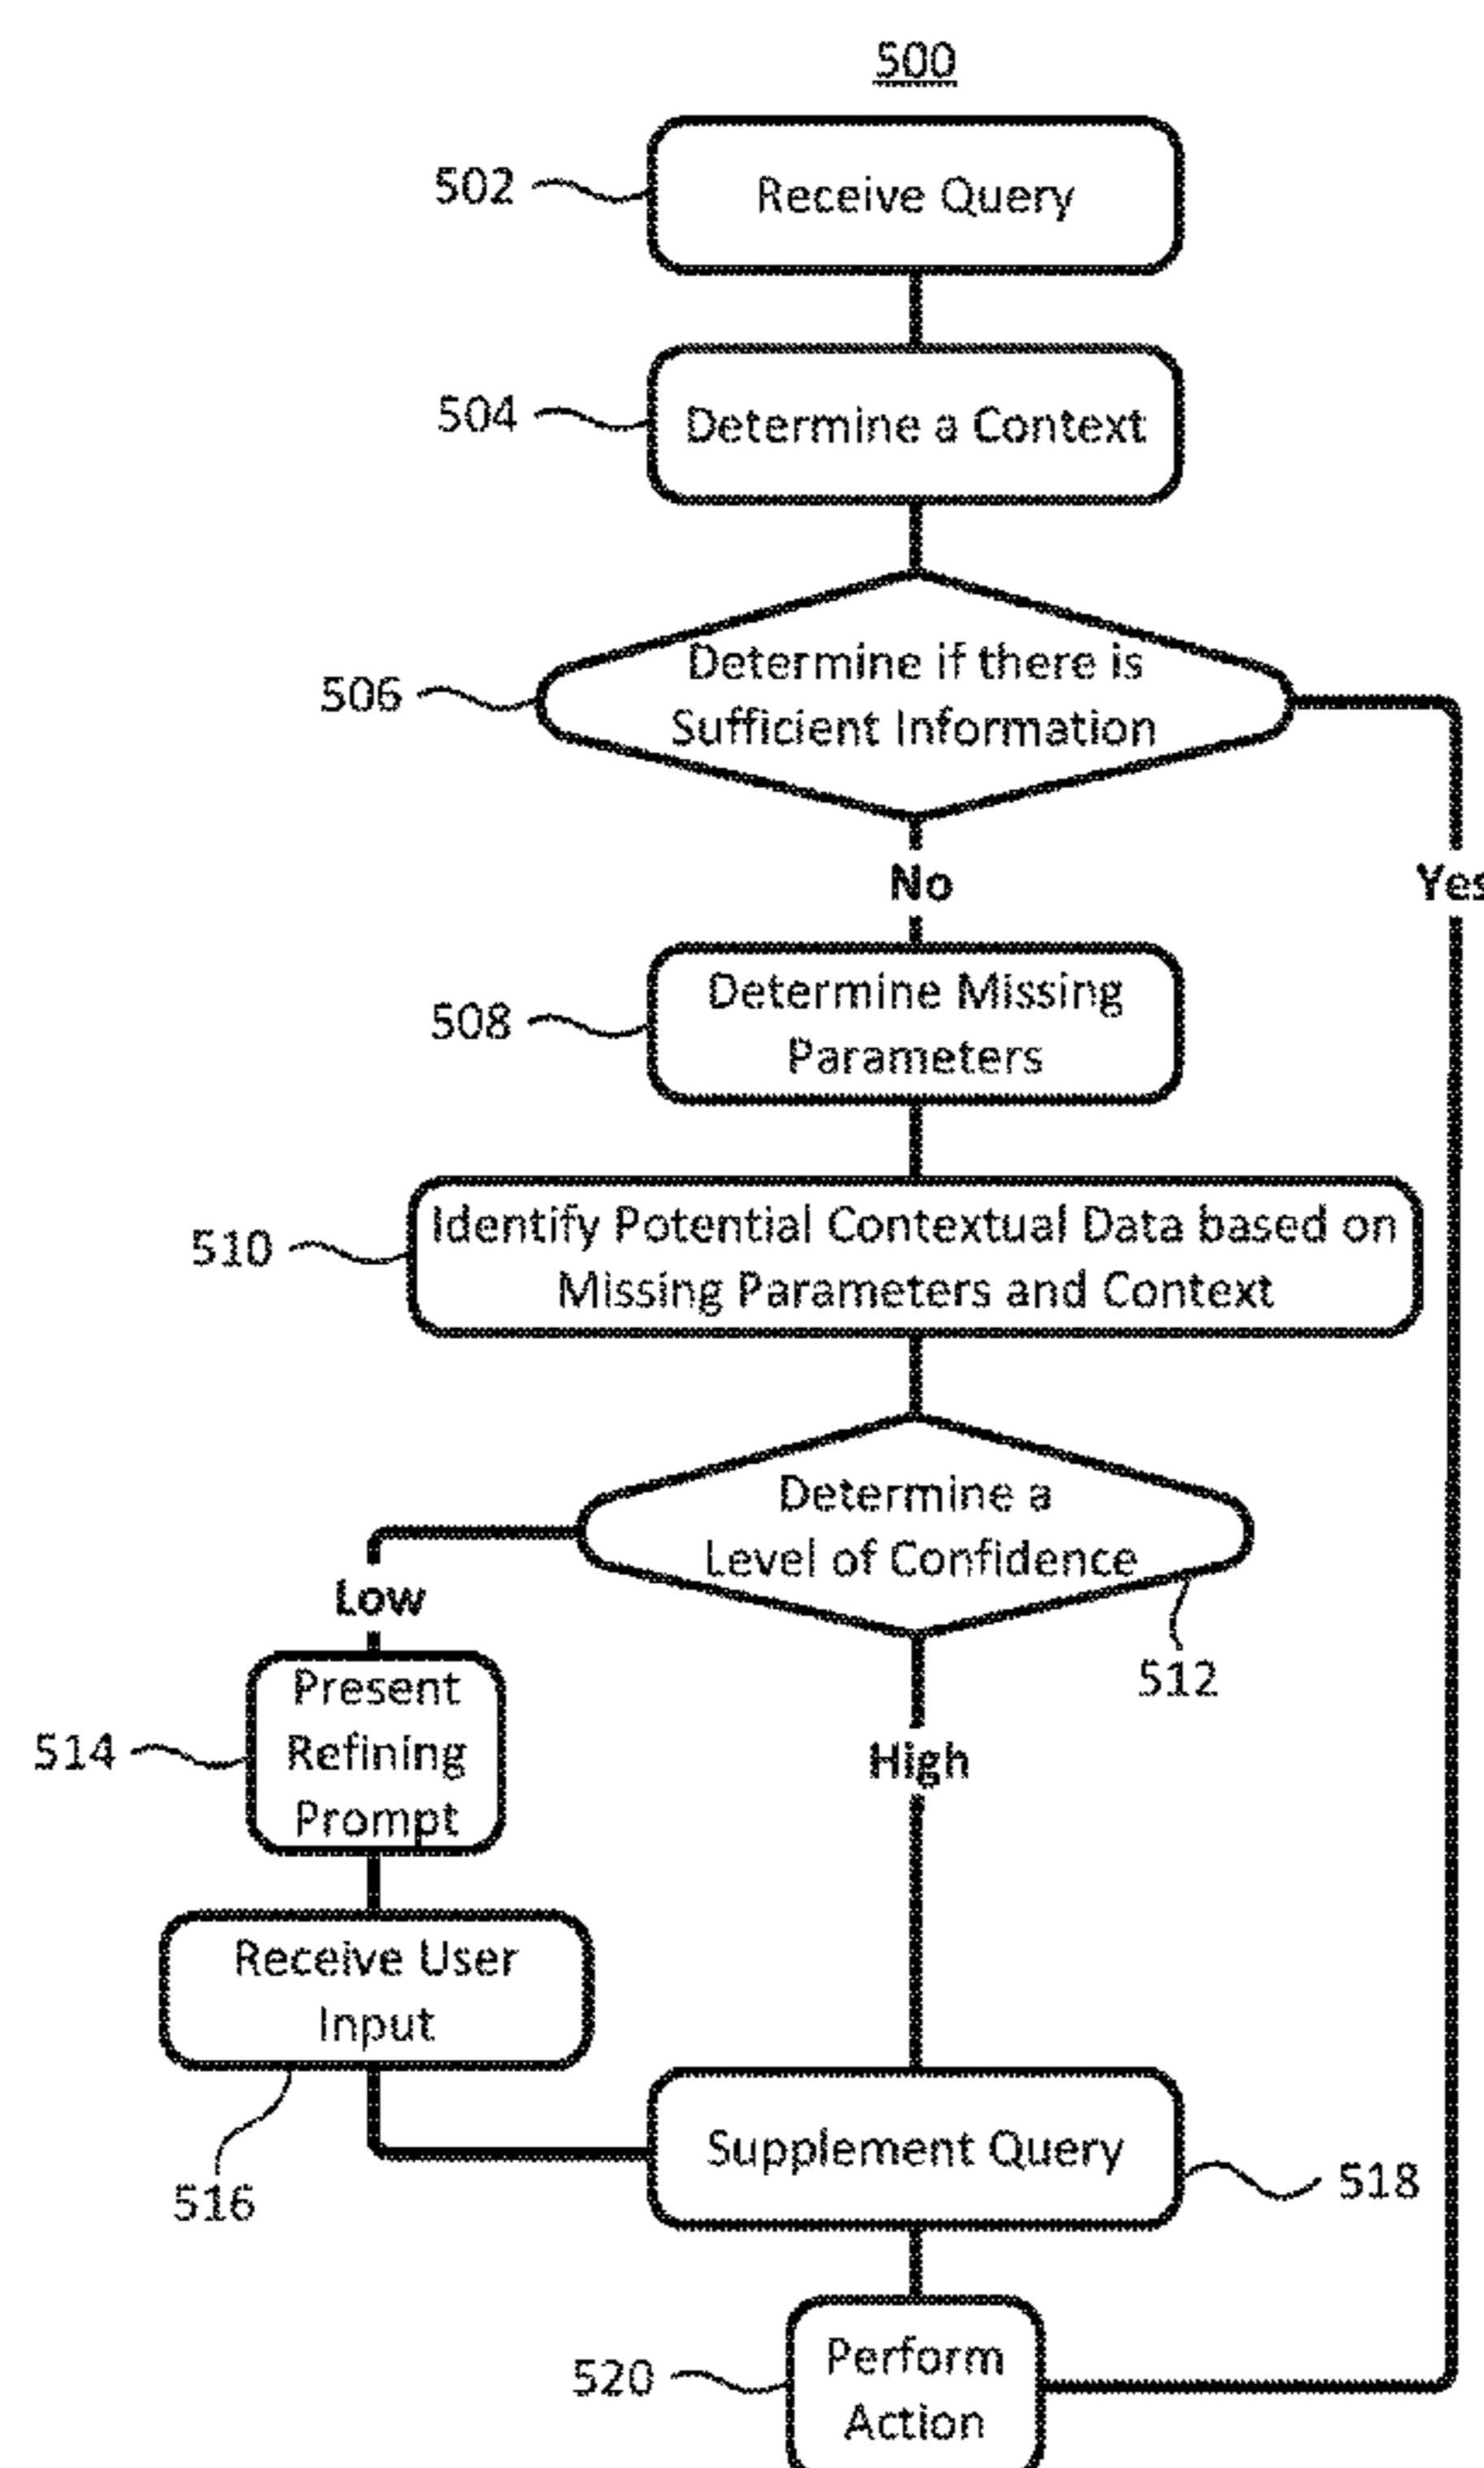 500
502
Receive Query
504
Determine a Context
506
Determine if there is
Sufficient Information
No
Yes
508
Determine Missing
Parameters
510
Identify Potential Contextual Data based on
Missing Parameters and Context
Determine a
Level of Confidence
512
Low
High
514
Present
Refining
Prompt
Receive User
Input
516
Supplement Query
518
520
Perform
Action